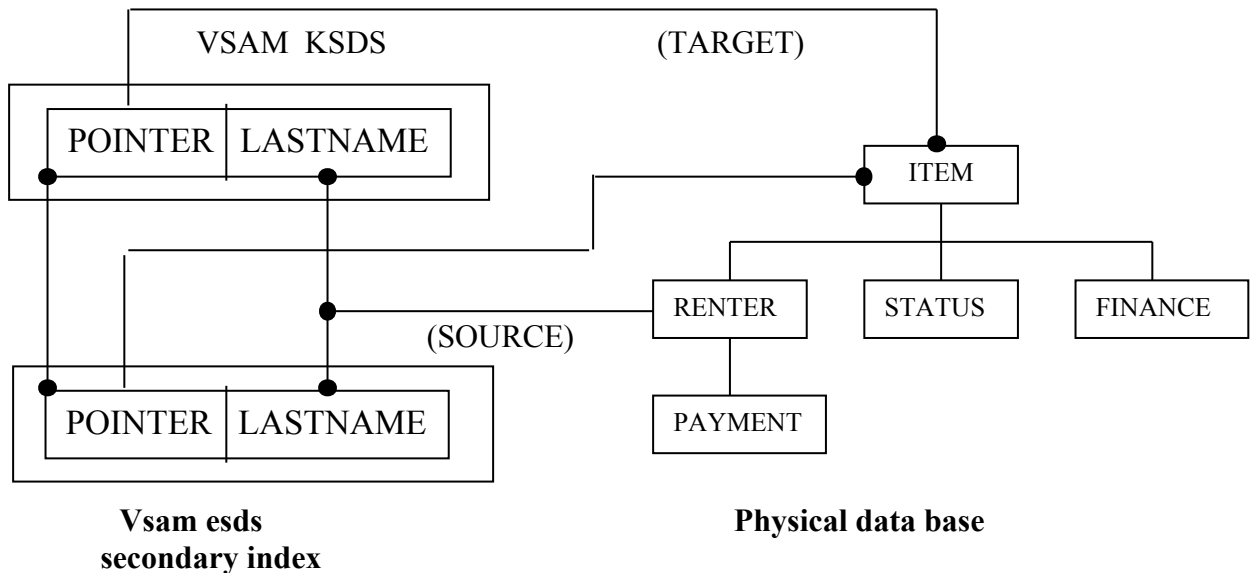 VSAM KSDS (TARGET)
POINTER LASTNAME
ITEM
RENTER STATUS FINANCE
(SOURCE)
POINTER LASTNAME
PAYMENT
Vsam esds
secondary index
Physical data base